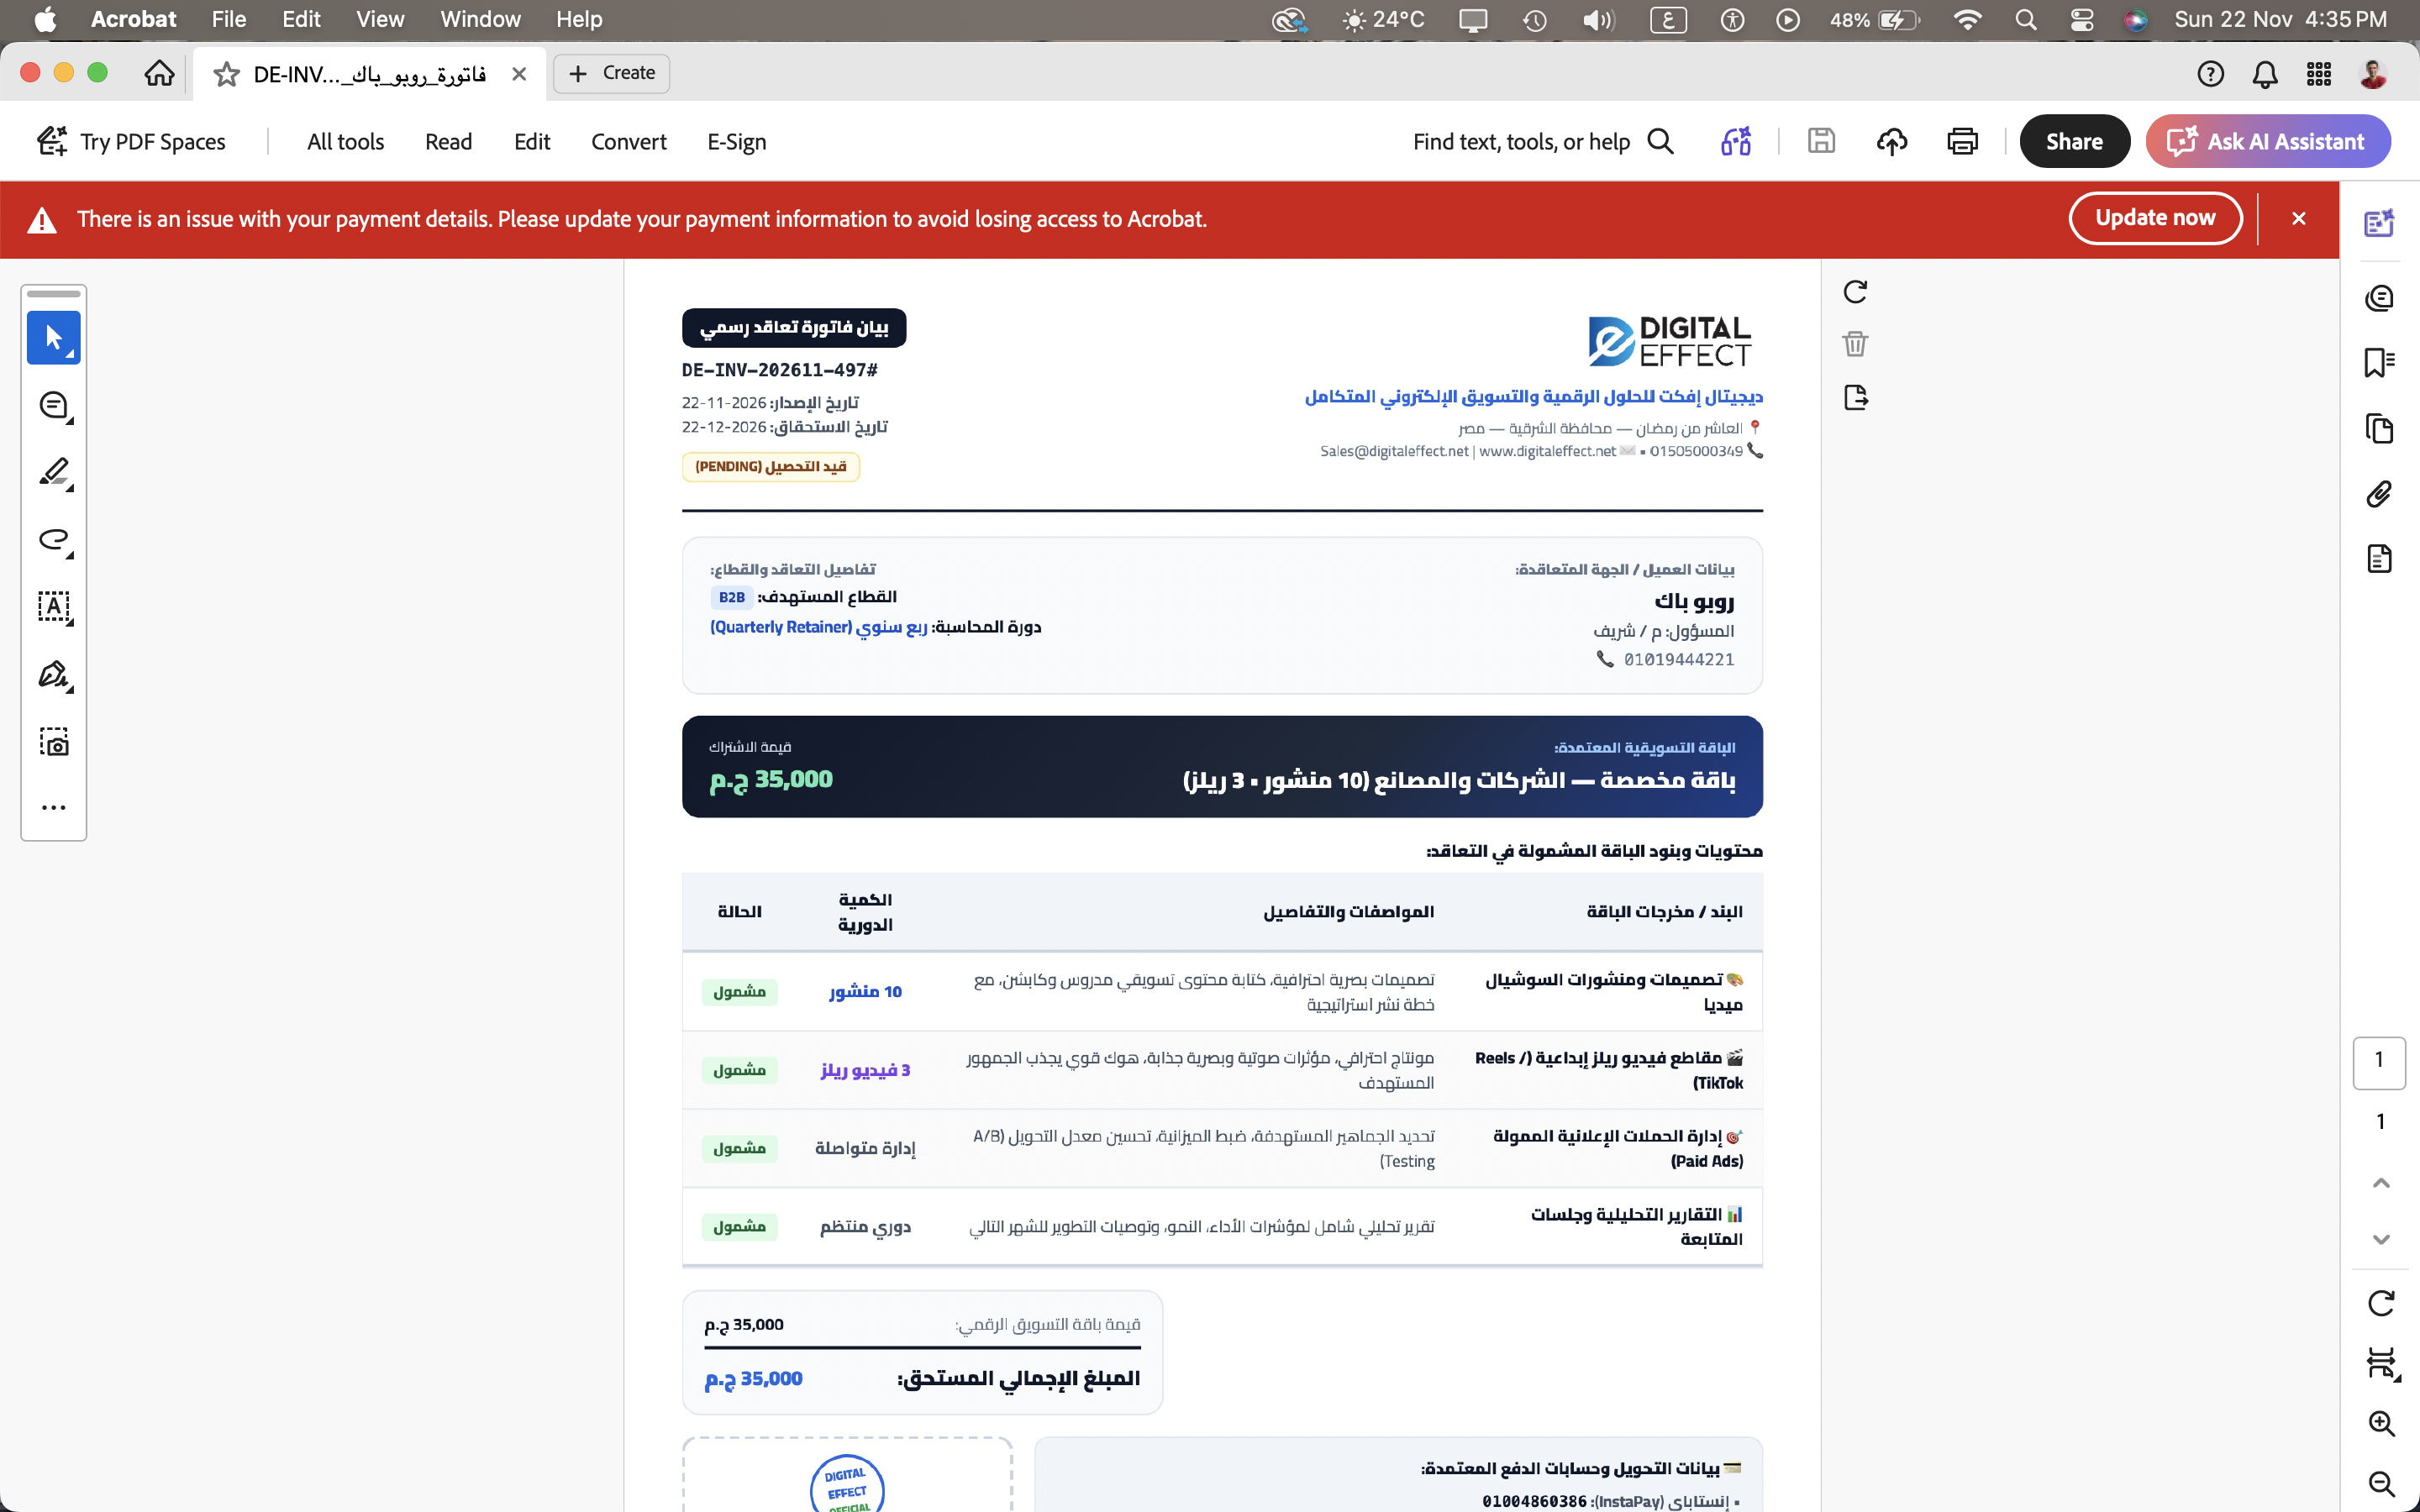 Acrobat File Edit View Window Help
24°C
ع
48%
Sun 22 Nov 4:35 PM
DE-INV..._فاتورة_روبو_باك
Create
Try PDF Spaces
All tools
Read
Edit
Convert
E-Sign
Find text, tools, or help
Share
Ask AI Assistant
There is an issue with your payment details. Please update your payment information to avoid losing access to Acrobat.
Update now
DIGITAL
EFFECT
ديجيتال إفكت للحلول الرقمية والتسويق الإلكتروني المتكامل
📍 العاشر من رمضان — محافظة الشرقية — مصر
📞 01505000349 • ✉️ Sales@digitaleffect.net | www.digitaleffect.net
بيان فاتورة تعاقد رسمي
DE-INV-202611-497#
تاريخ الإصدار: 2026-11-22
تاريخ الاستحقاق: 2026-12-22
قيد التحصيل (PENDING)
بيانات العميل / الجهة المتعاقدة:
روبو باك
المسؤول: م / شريف
📞 01019444221
تفاصيل التعاقد والقطاع:
القطاع المستهدف: B2B
دورة المحاسبة: ربع سنوي (Quarterly Retainer)
الباقة التسويقية المعتمدة:
باقة مخصصة — الشركات والمصانع (10 منشور • 3 ريلز)
قيمة الاشتراك
35,000 ج.م
محتويات وبنود الباقة المشمولة في التعاقد:
البند / مخرجات الباقة
المواصفات والتفاصيل
الكمية
الدورية
الحالة
🎨 تصميمات ومنشورات السوشيال
ميديا
تصميمات بصرية احترافية، كتابة محتوى تسويقي مدروس وكابشن، مع
خطة نشر استراتيجية
10 منشور
مشمول
🎬 مقاطع فيديو ريلز إبداعية (Reels /
TikTok)
مونتاج احترافي، مؤثرات صوتية وبصرية جذابة، هوك قوي يجذب الجمهور
المستهدف
3 فيديو ريلز
مشمول
🎯 إدارة الحملات الإعلانية الممولة
(Paid Ads)
تحديد الجماهير المستهدفة، ضبط الميزانية، تحسين معدل التحويل (A/B
Testing)
إدارة متواصلة
مشمول
📊 التقارير التحليلية وجلسات
المتابعة
تقرير تحليلي شامل لمؤشرات الأداء، النمو، وتوصيات التطوير للشهر التالي
دوري منتظم
مشمول
قيمة باقة التسويق الرقمي: 35,000 ج.م
المبلغ الإجمالي المستحق: 35,000 ج.م
💳 بيانات التحويل وحسابات الدفع المعتمدة:
• إنستاباي (InstaPay): 01004860386
DIGITAL
EFFECT
OFFICIAL
1
1